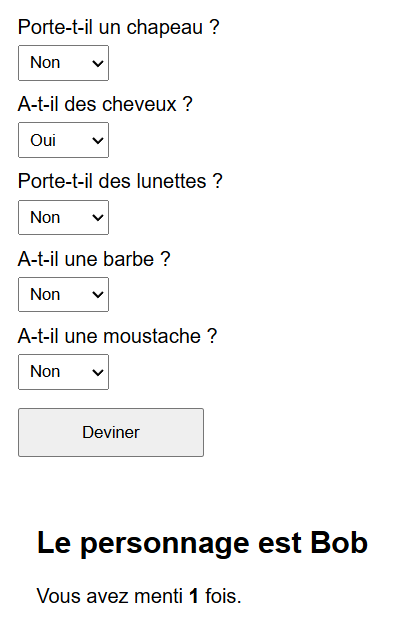 Porte-t-il un chapeau ?
Non
A-t-il des cheveux ?
Oui
Porte-t-il des lunettes ?
Non
A-t-il une barbe ?
Non
A-t-il une moustache ?
Non
Deviner
Le personnage est Bob
Vous avez menti 1 fois.